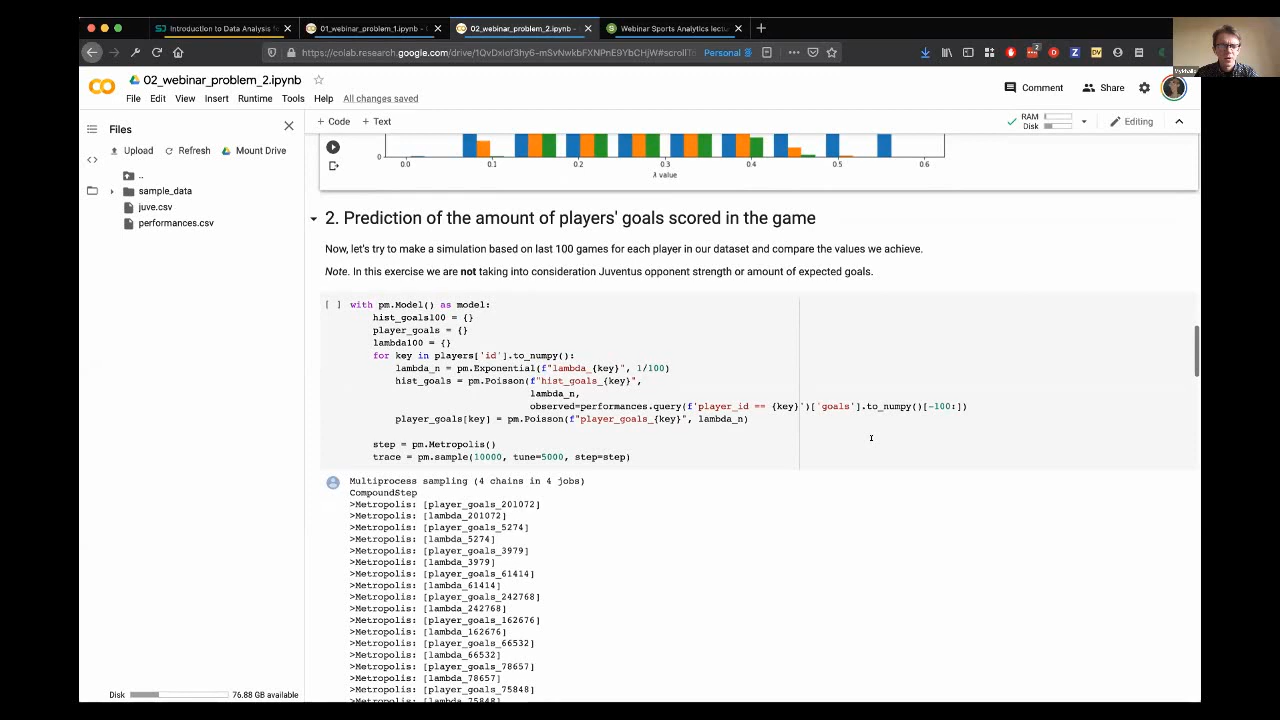 Introduction to Data Analysis f
01_webinar_problem_1.ipynb -
02_webinar_problem_2.ipynb -
Webinar Sports Analytics lectu
https://colab.research.google.com/drive/
Personal
02_webinar_problem_2.ipynb
Comment
Share
File Edit View Insert Runtime Tools Help All changes saved
Files
+ Code + Text
RAM
Disk
Editing
Upload Refresh Mount Drive
..
sample_data
juve.csv
performances.csv
0
0.0 0.1 0.2 0.3 0.4 0.5 0.6
λ value
2. Prediction of the amount of players' goals scored in the game
Now, let's try to make a simulation based on last 100 games for each player in our dataset and compare the values we achieve.
Note. In this exercise we are not taking into consideration Juventus opponent strength or amount of expected goals.
[ ] with pm.Model() as model:
hist_goals100 = {}
player_goals = {}
lambda100 = {}
for key in players['id'].to_numpy():
lambda_n = pm.Exponential(f"lambda_{key}", 1/100)
hist_goals = pm.Poisson(f"hist_goals_{key}",
lambda_n,
observed=performances.query(f'player_id == {key}')['goals'].to_numpy()[-100:])
player_goals[key] = pm.Poisson(f"player_goals_{key}", lambda_n)
step = pm.Metropolis()
trace = pm.sample(10000, tune=5000, step=step)
Multiprocess sampling (4 chains in 4 jobs)
CompoundStep
>Metropolis: [player_goals_201072]
>Metropolis: [lambda_201072]
>Metropolis: [player_goals_5274]
>Metropolis: [lambda_5274]
>Metropolis: [player_goals_3979]
>Metropolis: [lambda_3979]
>Metropolis: [player_goals_61414]
>Metropolis: [lambda_61414]
>Metropolis: [player_goals_242768]
>Metropolis: [lambda_242768]
>Metropolis: [player_goals_162676]
>Metropolis: [lambda_162676]
>Metropolis: [player_goals_66532]
>Metropolis: [lambda_66532]
>Metropolis: [player_goals_78657]
>Metropolis: [lambda_78657]
>Metropolis: [player_goals_75848]
>Metropolis: [lambda_75848]
Disk
76.88 GB available